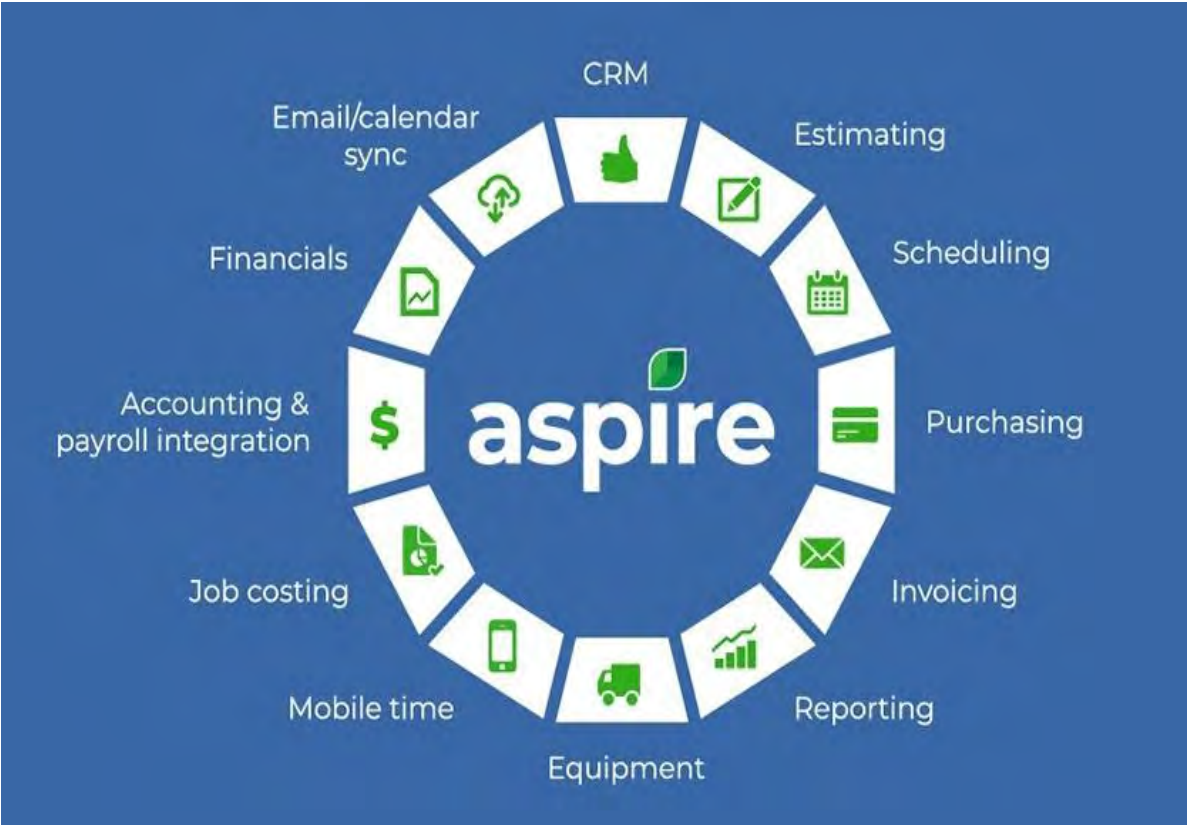 CRM
Estimating
Scheduling
Purchasing
Invoicing
Reporting
Equipment
Mobile time
Job costing
Accounting &
payroll integration
Financials
Email/calendar
sync
aspire